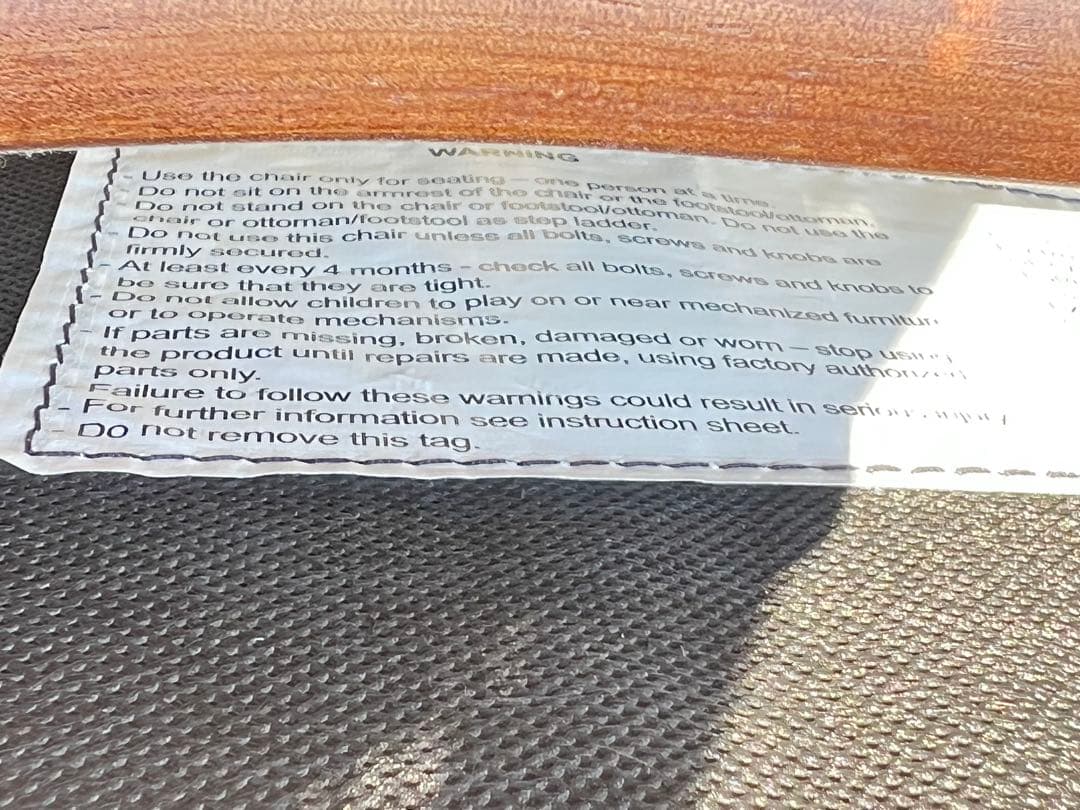 WARNING
- Use the chair only for seating – one person at a time.
- Do not sit on the armrest of the chair or the footstool/ottoman.
- Do not stand on the chair or footstool/ottoman. Do not use the
chair or ottoman/footstool as step ladder.
- Do not use this chair unless all bolts, screws and knobs are
firmly secured.
- At least every 4 months - check all bolts, screws and knobs to
be sure that they are tight.
- Do not allow children to play on or near mechanized furnitur
or to operate mechanisms.
- If parts are missing, broken, damaged or worn – stop using
the product until repairs are made, using factory authorized
parts only.
Failure to follow these warnings could result in serious injury
- For further information see instruction sheet.
- Do not remove this tag.